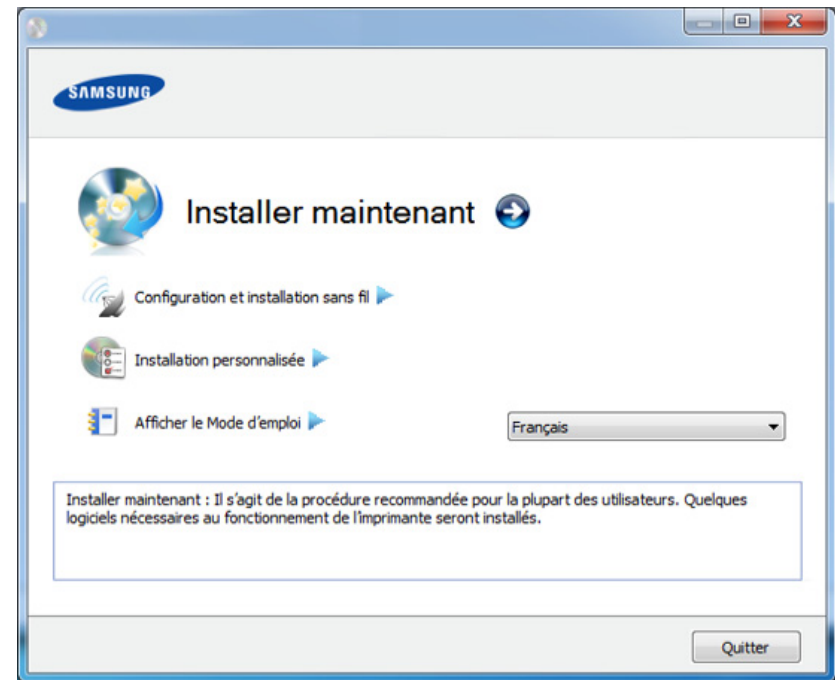 SAMSUNG
Installer maintenant
Configuration et installation sans fil
Installation personnalisée
Afficher le Mode d'emploi
Français
Installer maintenant : Il s'agit de la procédure recommandée pour la plupart des utilisateurs. Quelques
logiciels nécessaires au fonctionnement de l'imprimante seront installés.
Quitter